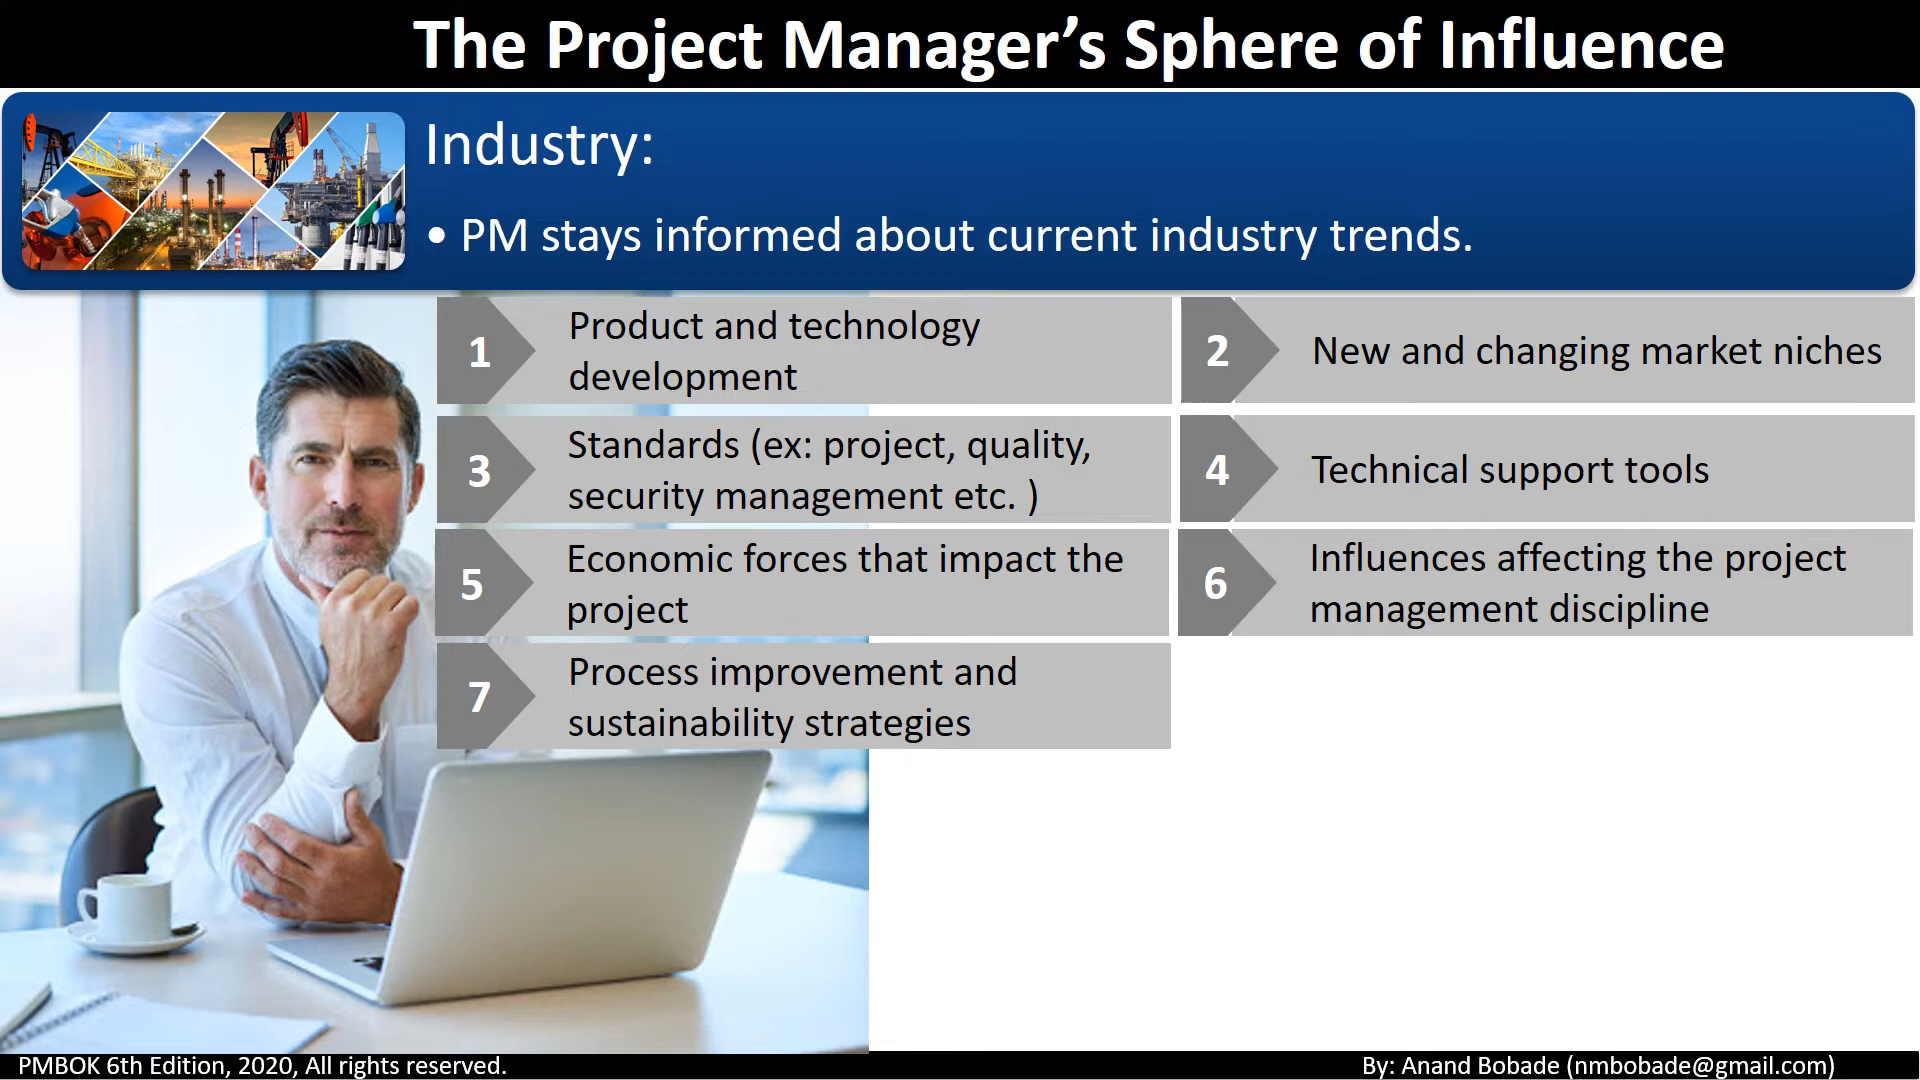 The Project Manager’s Sphere of Influence
Industry:
• PM stays informed about current industry trends.
1
Product and technology
development
2
New and changing market niches
3
Standards (ex: project, quality,
security management etc. )
4
Technical support tools
5
Economic forces that impact the
project
6
Influences affecting the project
management discipline
7
Process improvement and
sustainability strategies
PMBOK 6th Edition, 2020, All rights reserved.
By: Anand Bobade (nmbobade@gmail.com)